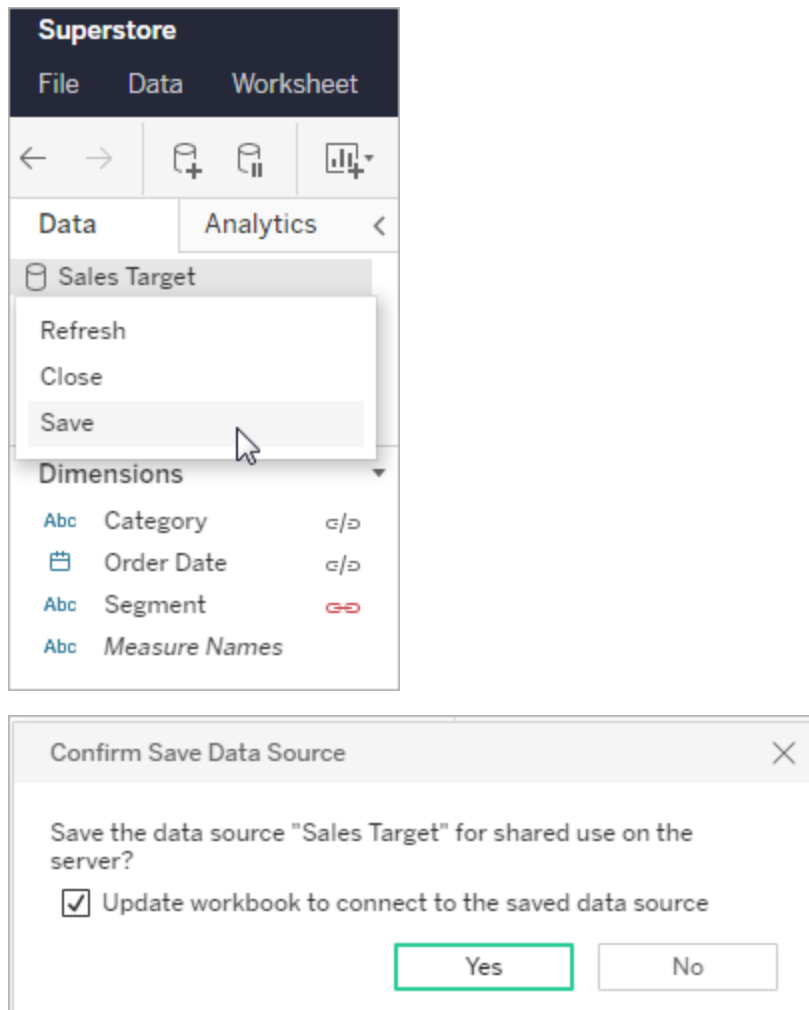 Superstore
File Data Worksheet
Data Analytics
Sales Target
Refresh
Close
Save
Dimensions
Abc Category
Order Date
Abc Segment
Abc Measure Names
Confirm Save Data Source
Save the data source "Sales Target" for shared use on the
server?
Update workbook to connect to the saved data source
Yes No